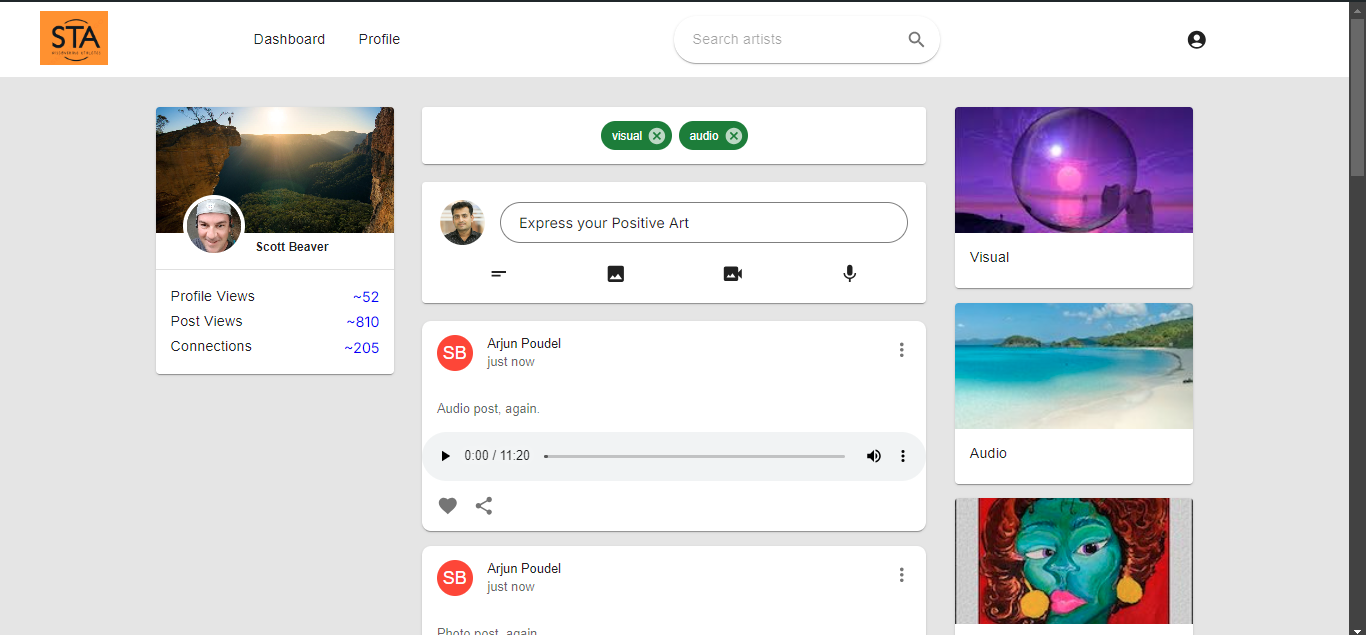 STA
Dashboard
Profile
Search artists
Scott Beaver
Profile Views ~52
Post Views ~810
Connections ~205
visual
audio
Express your Positive Art
SB
Arjun Poudel
just now
Audio post, again.
0:00 / 11:20
SB
Arjun Poudel
just now
Photo post, again
Visual
Audio